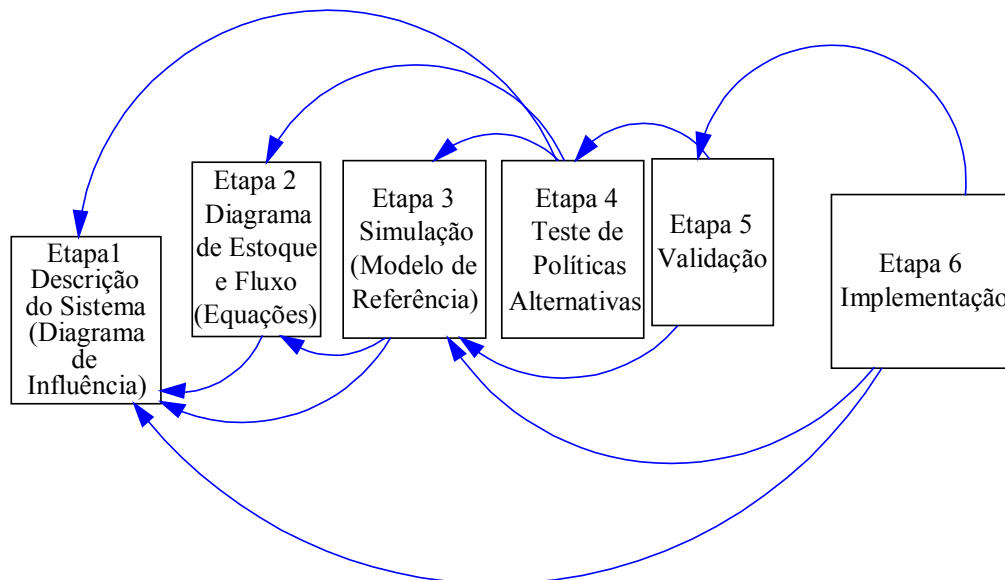 Etapa1
Descrição
do Sistema
(Diagrama
de
Influência)
Etapa 2
Diagrama
de Estoque
e Fluxo
(Equações)
Etapa 3
Simulação
(Modelo de
Referência)
Etapa 4
Teste de
Políticas
Alternativas
Etapa 5
Validação
Etapa 6
Implementação